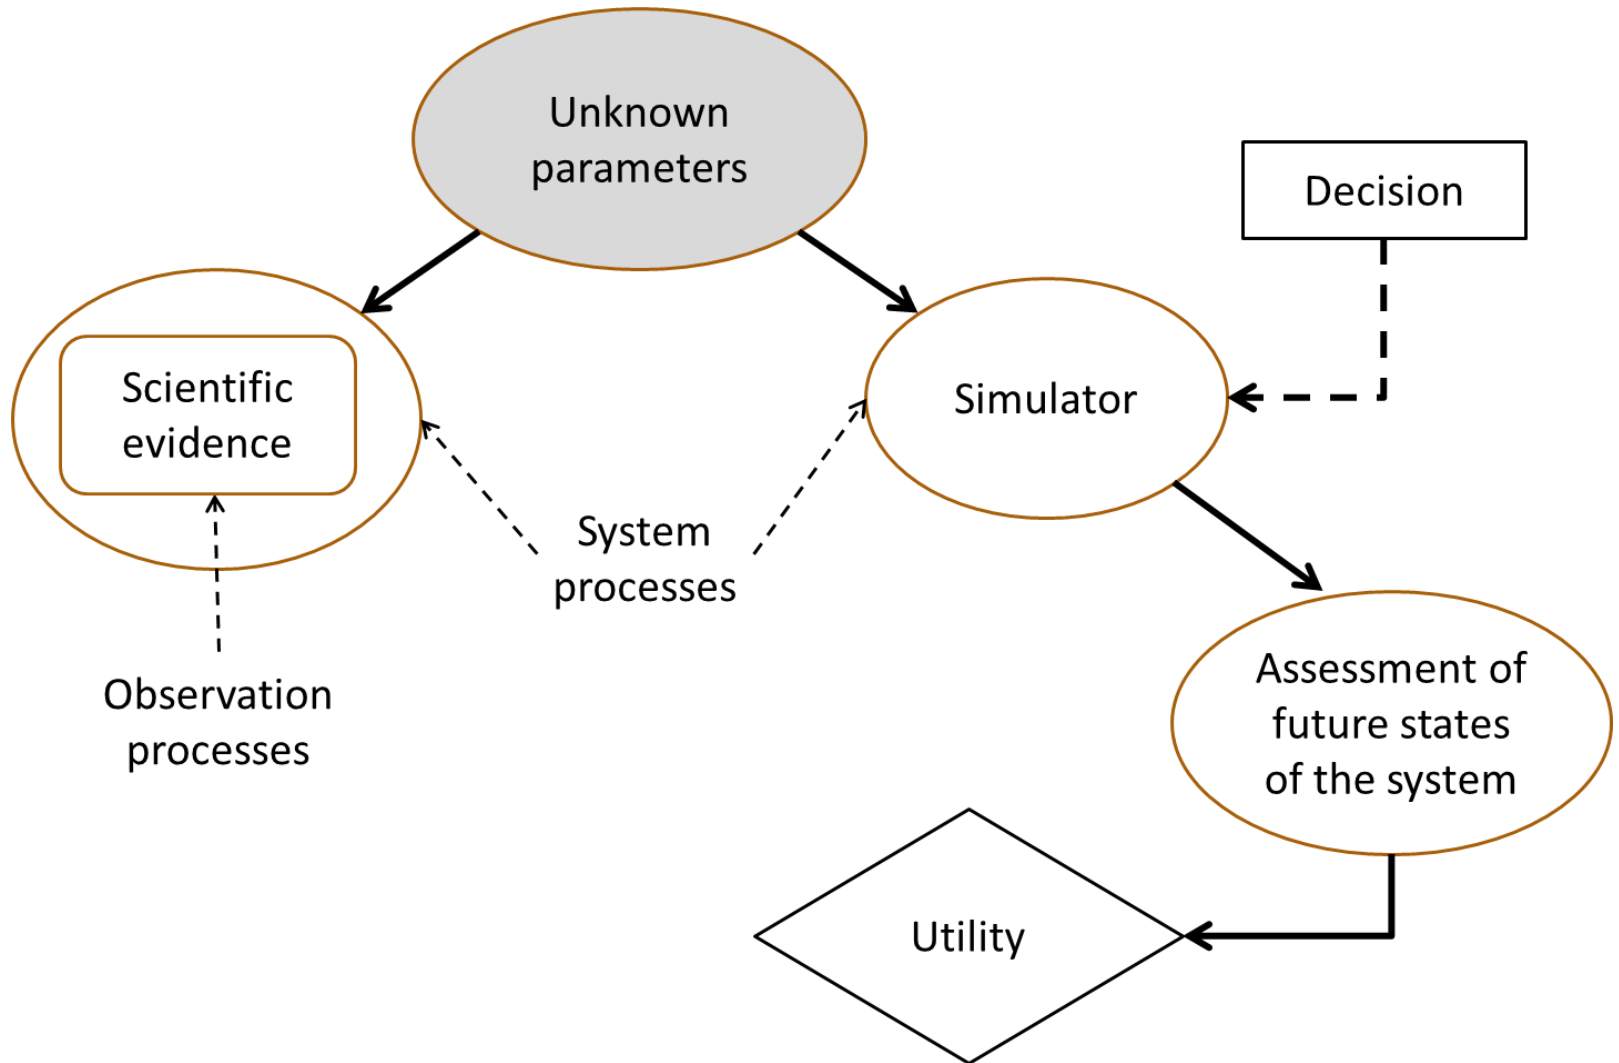 Unknown
parameters
Decision
Scientific
evidence
Simulator
System
processes
Observation
processes
Assessment of
future states
of the system
Utility